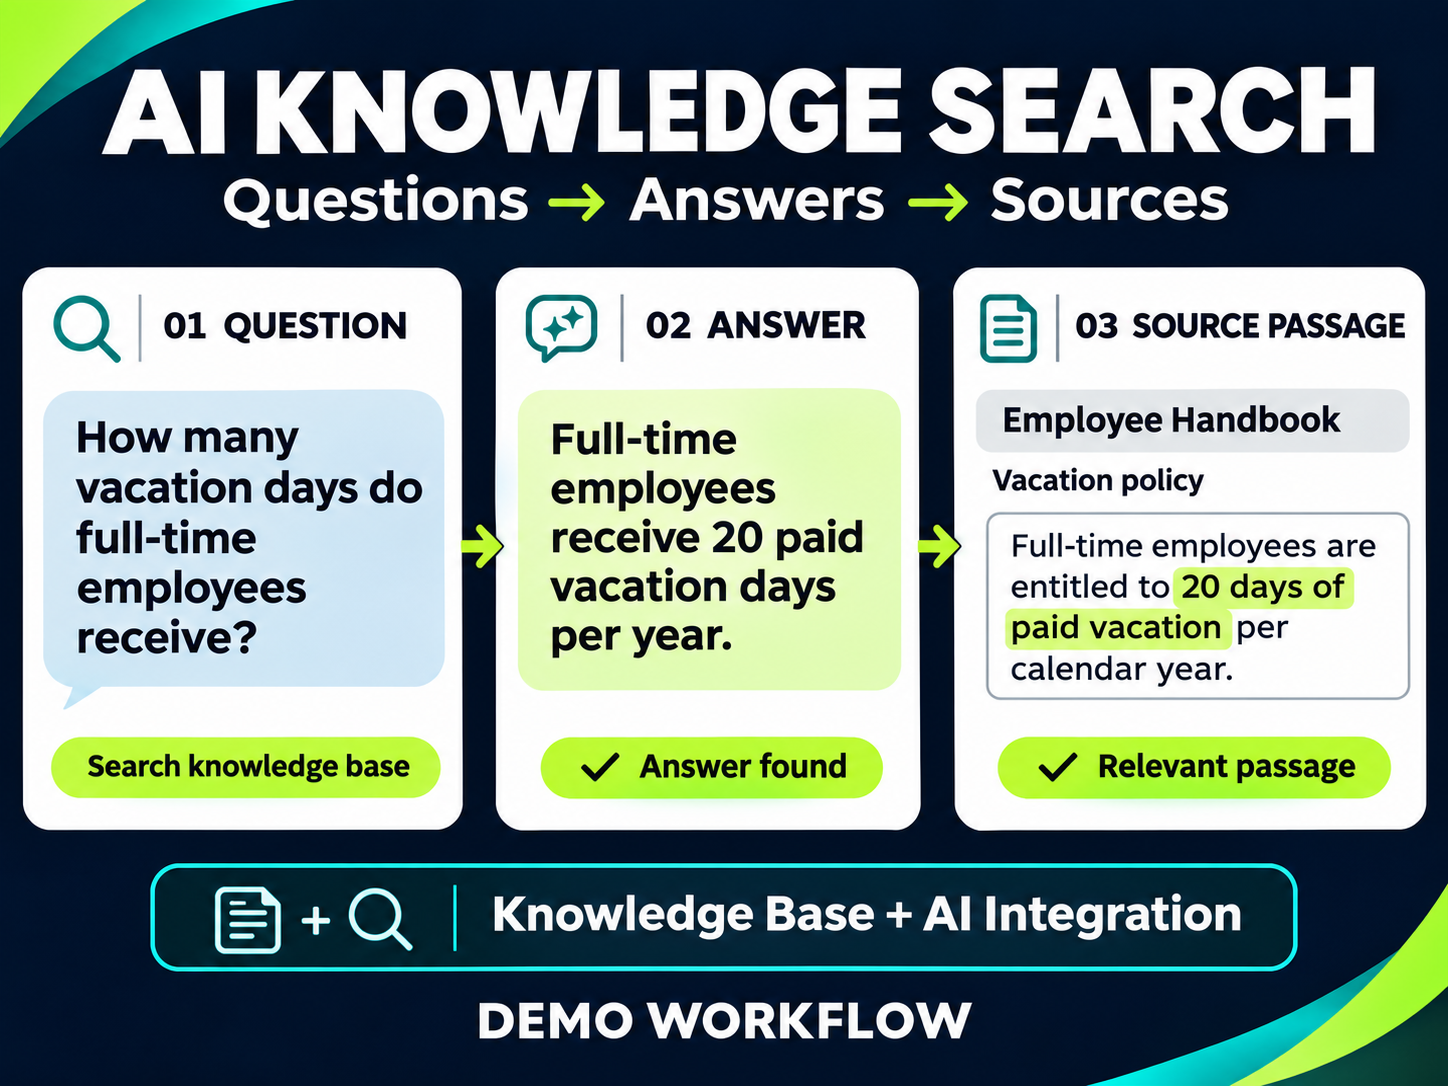 AI KNOWLEDGE SEARCH
Questions → Answers → Sources
01 QUESTION
How many
vacation days do
full-time
employees
receive?
Search knowledge base
02 ANSWER
Full-time
employees
receive 20 paid
vacation days
per year.
✓ Answer found
03 SOURCE PASSAGE
Employee Handbook
Vacation policy
Full-time employees are
entitled to 20 days of
paid vacation per
calendar year.
✓ Relevant passage
Knowledge Base + AI Integration
DEMO WORKFLOW